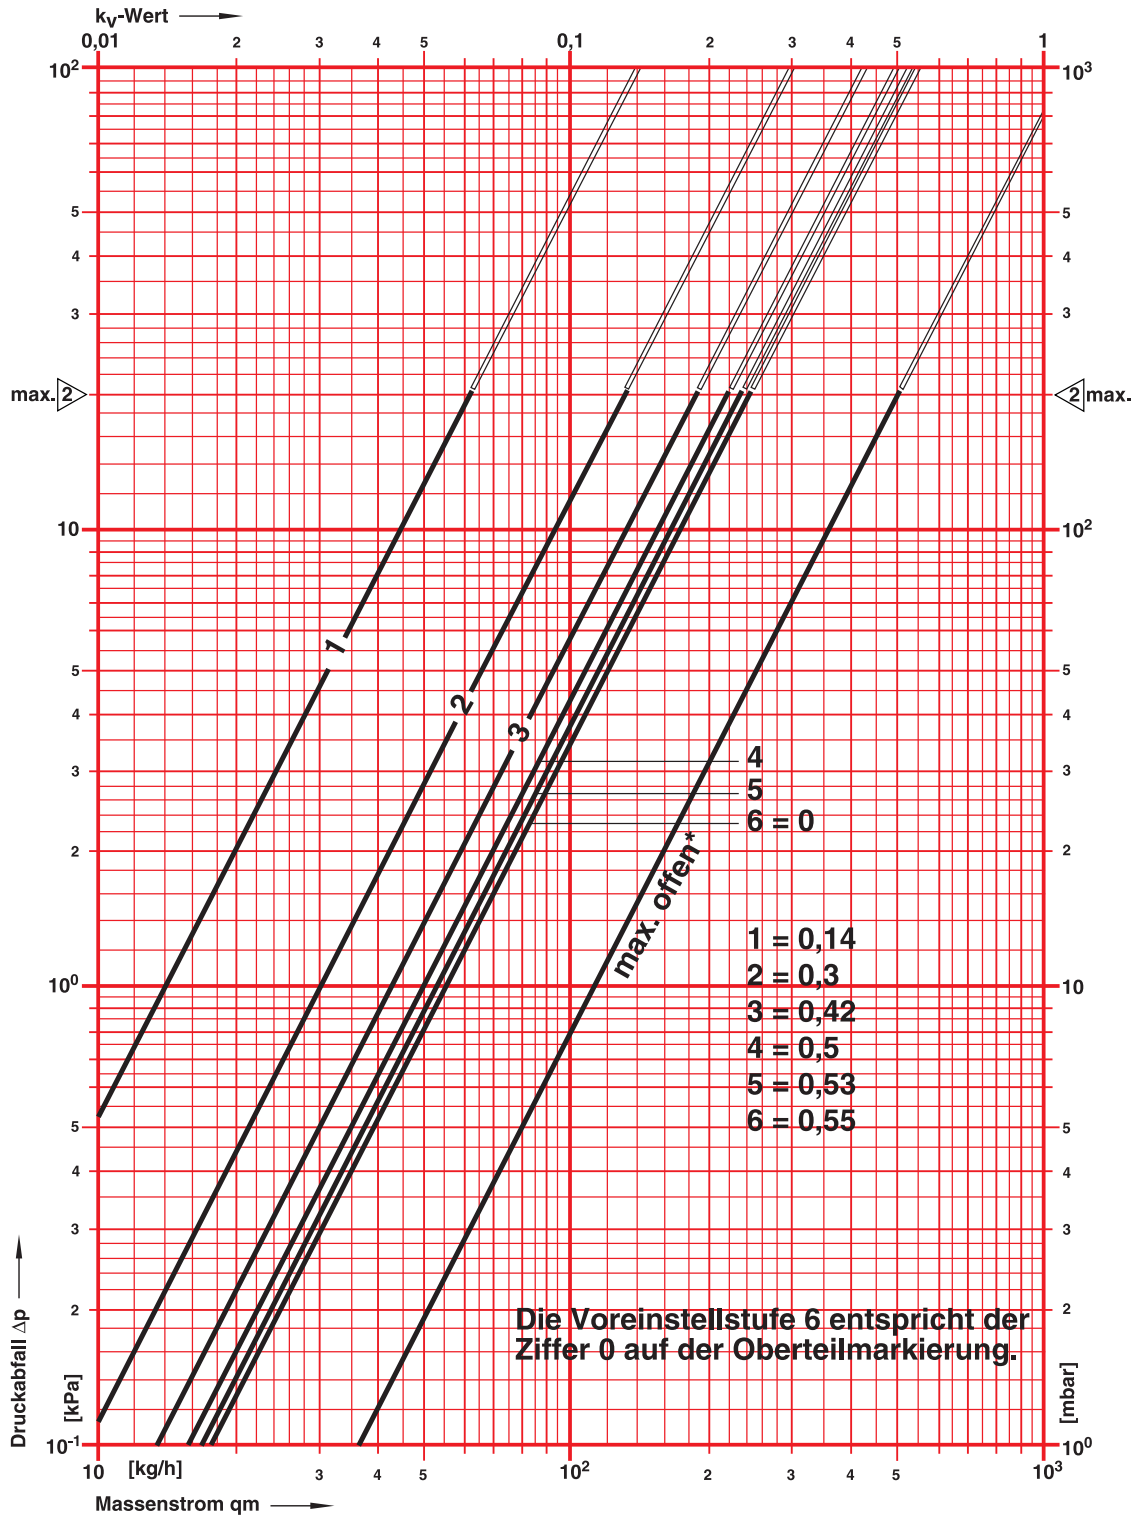 kv-Wert
0,01 2 3 4 5 0,1 2 3 4 5 1
10² 10³
5 5
4 4
3 3
max. 2 2 max.
10 10²
1
5 5
2
4 4
3
3 3
4
5
6 = 0
2 2
max. offen*
1 = 0,14
2 = 0,3
10⁰ 10
3 = 0,42
4 = 0,5
5 = 0,53
6 = 0,55
5 5
4 4
3 3
2 2
Die Voreinstellstufe 6 entspricht der
Ziffer 0 auf der Oberteilmarkierung.
Druckabfall Δp
[kPa] [mbar]
10⁻¹ 10⁰
10 [kg/h] 3 4 5 10² 2 3 4 5 10³
Massenstrom qm